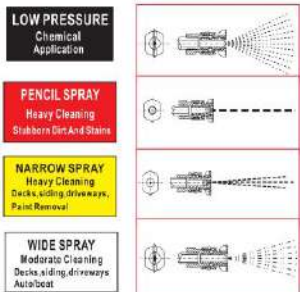 LOW PRESSURE
Chemical
Application
PENCIL SPRAY
Heavy Cleaning
Stubborn Dirt And Stains
NARROW SPRAY
Heavy Cleaning
Decks,siding,driveways,
Paint Removal
WIDE SPRAY
Moderate Cleaning
Decks,siding,driveways
Auto/boat